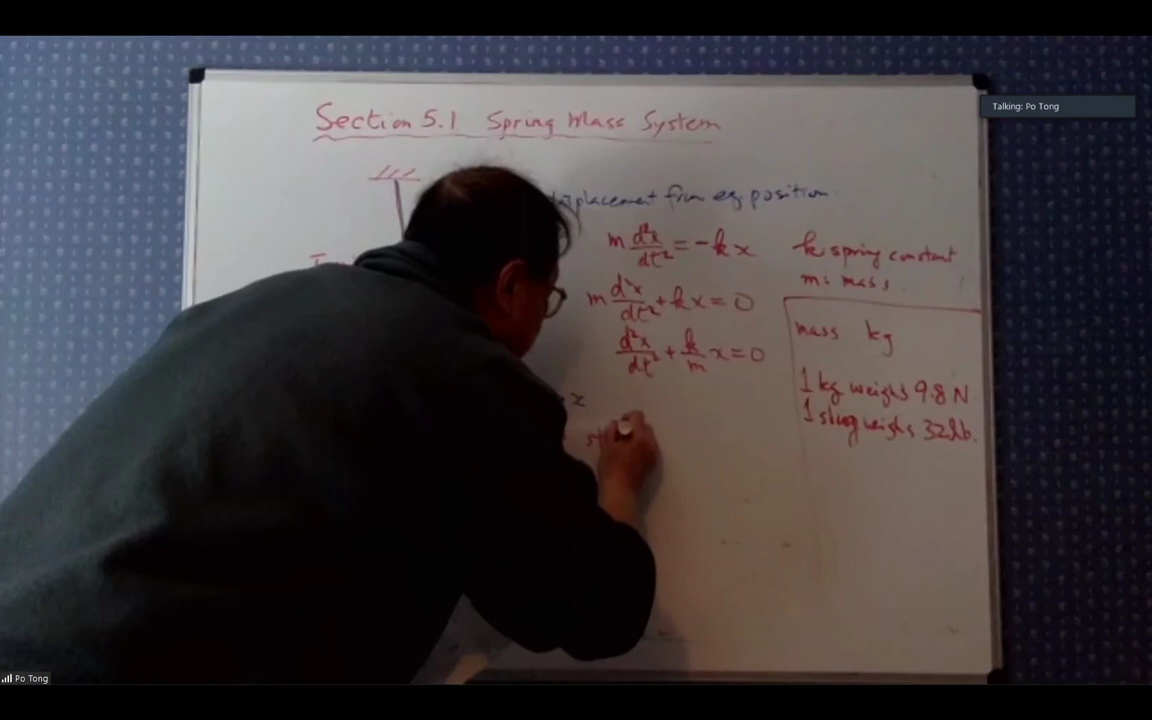 Section 5.1 Spring Mass System
Talking: Po Tong
displacement from eq position
m d²x/dt² = -kx
k: spring constant
m: mass
m d²x/dt² + kx = 0
d²x/dt² + k/m x = 0
mass kg
1 kg weighs 9.8 N
1 slug weighs 32 lb.
x
Po Tong